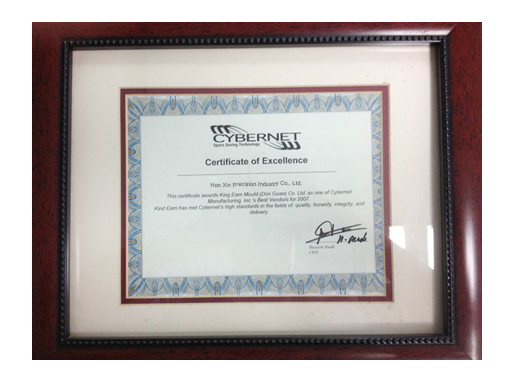 CYBERNET
Space Saving Technology
Certificate of Excellence
Hon Xin Precision Industry Co., Ltd.
This certificate awards King Eam Mould (Don Guan) Co. Ltd. as one of Cybernet
Manufacturing, Inc.'s Best Vendors for 2007
Kind Eam has met Cybernet's high standards in the fields of quality, honesty, integrity, and
delivery
CEO